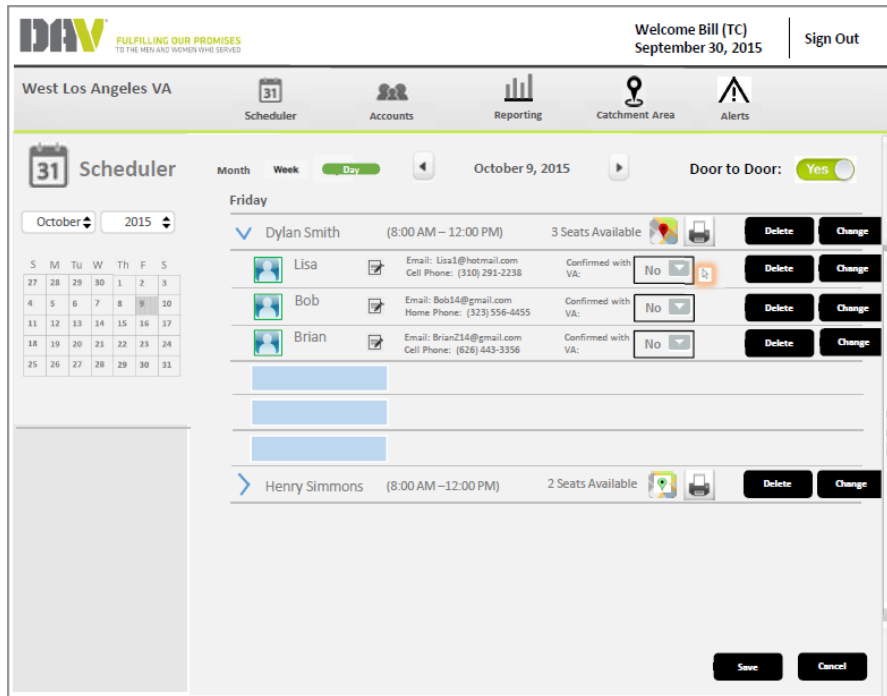 DAV
FULFILLING OUR PROMISES
TO THE MEN AND WOMEN WHO SERVED
Welcome Bill (TC)
September 30, 2015
Sign Out
West Los Angeles VA
31
Scheduler
Accounts
Reporting
Catchment Area
Alerts
31 Scheduler
Month Week Day October 9, 2015 Door to Door: Yes
Friday
October 2015
S M Tu W Th F S
27 28 29 30 1 2 3
4 5 6 7 8 9 10
11 12 13 14 15 16 17
18 19 20 21 22 23 24
25 26 27 28 29 30 31
Dylan Smith (8:00 AM – 12:00 PM) 3 Seats Available Delete Change
Lisa
Email: Lisa1@hotmail.com
Cell Phone: (310) 291-2238
Confirmed with
VA:
No Delete Change
Bob
Email: Bob14@gmail.com
Home Phone: (323) 556-4455
Confirmed with
VA:
No Delete Change
Brian
Email: BrianZ14@gmail.com
Cell Phone: (626) 443-3356
Confirmed with
VA:
No Delete Change
Henry Simmons (8:00 AM –12:00 PM) 2 Seats Available Delete Change
Save Cancel